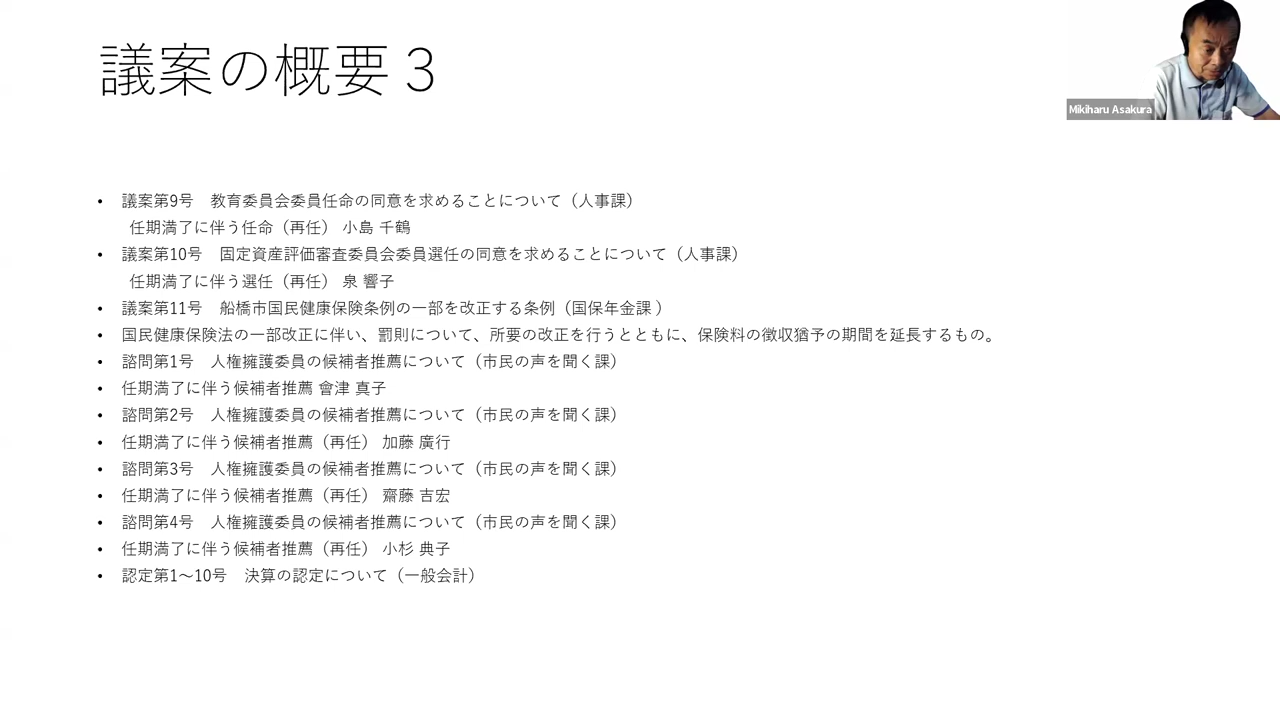 議案の概要３
Mikiharu Asakura
• 議案第9号　教育委員会委員任命の同意を求めることについて（人事課）
任期満了に伴う任命（再任） 小島 千鶴
• 議案第10号　固定資産評価審査委員会委員選任の同意を求めることについて（人事課）
任期満了に伴う選任（再任） 泉 響子
• 議案第11号　船橋市国民健康保険条例の一部を改正する条例（国保年金課 ）
• 国民健康保険法の一部改正に伴い、罰則について、所要の改正を行うとともに、保険料の徴収猶予の期間を延長するもの。
• 諮問第1号　人権擁護委員の候補者推薦について（市民の声を聞く課）
• 任期満了に伴う候補者推薦 會津 真子
• 諮問第2号　人権擁護委員の候補者推薦について（市民の声を聞く課）
• 任期満了に伴う候補者推薦（再任） 加藤 廣行
• 諮問第3号　人権擁護委員の候補者推薦について（市民の声を聞く課）
• 任期満了に伴う候補者推薦（再任） 齋藤 吉宏
• 諮問第4号　人権擁護委員の候補者推薦について（市民の声を聞く課）
• 任期満了に伴う候補者推薦（再任） 小杉 典子
• 認定第1～10号　決算の認定について（一般会計）